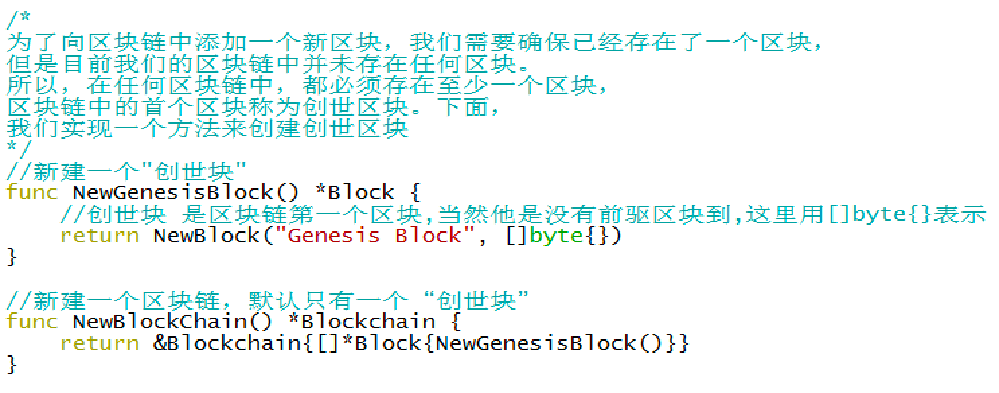 /*
为了向区块链中添加一个新区块，我们需要确保已经存在了一个区块，
但是目前我们的区块链中并未存在任何区块。
所以，在任何区块链中，都必须存在至少一个区块，
区块链中的首个区块称为创世区块。下面，
我们实现一个方法来创建创世区块
*/
//新建一个"创世块"
func NewGenesisBlock() *Block {
    //创世块 是区块链第一个区块,当然他是没有前驱区块到,这里用[]byte{}表示
    return NewBlock("Genesis Block", []byte{})
}
//新建一个区块链，默认只有一个“创世块”
func NewBlockChain() *Blockchain {
    return &Blockchain{[]*Block{NewGenesisBlock()}}
}